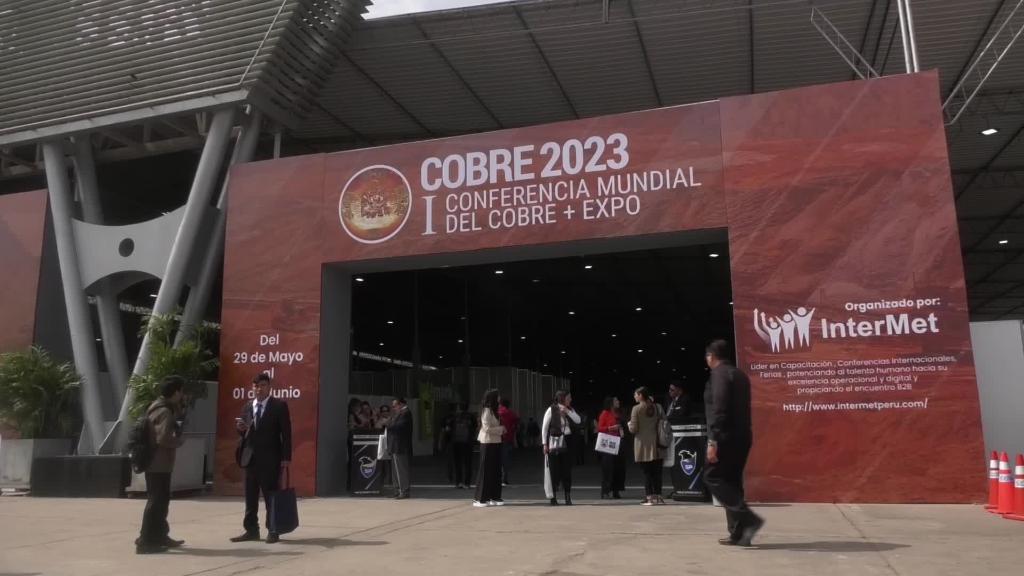 COBRE 2023
I CONFERENCIA MUNDIAL
DEL COBRE + EXPO
Del
29 de Mayo
al
01 de Junio
Organizado por:
InterMet
Líder en Capacitación, Conferencias Internacionales,
Ferias, potenciando al talento humano hacia su
excelencia operacional y digital y
propiciando el encuentro B2B
http://www.intermetperu.com/